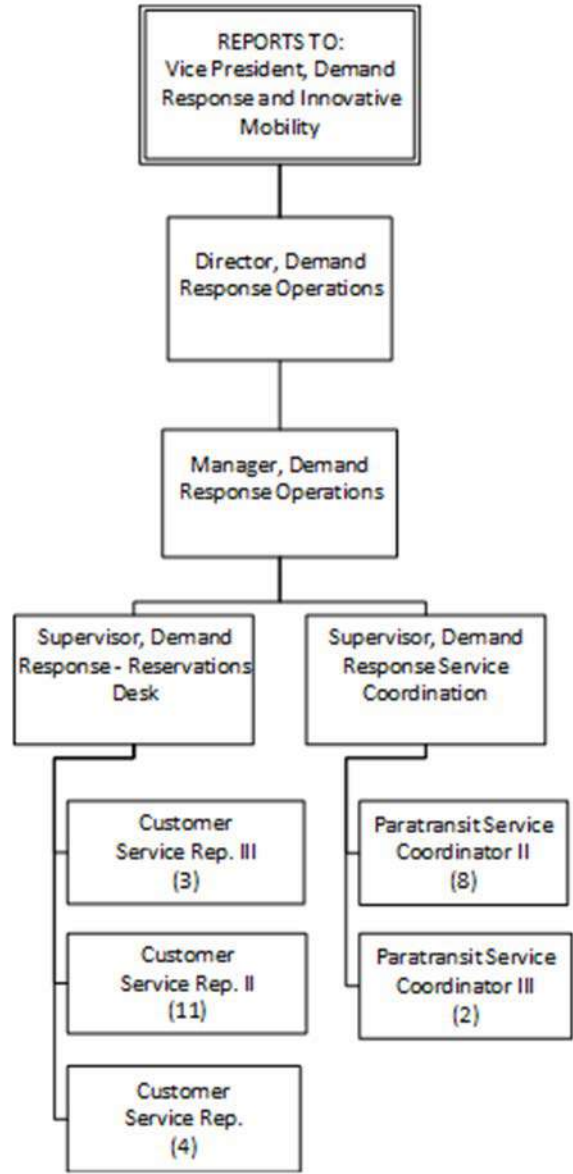 REPORTS TO:
Vice President, Demand
Response and Innovative
Mobility
Director, Demand
Response Operations
Manager, Demand
Response Operations
Supervisor, Demand
Response - Reservations
Desk
Supervisor, Demand
Response Service
Coordination
Customer
Service Rep. III
(3)
Customer
Service Rep. II
(11)
Customer
Service Rep.
(4)
Paratransit Service
Coordinator II
(8)
Paratransit Service
Coordinator III
(2)